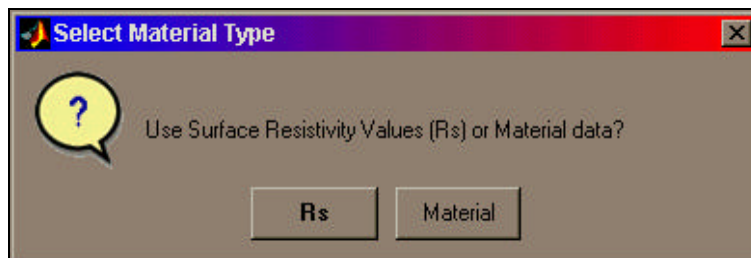 Select Material Type
?
Use Surface Resistivity Values (Rs) or Material data?
Rs
Material